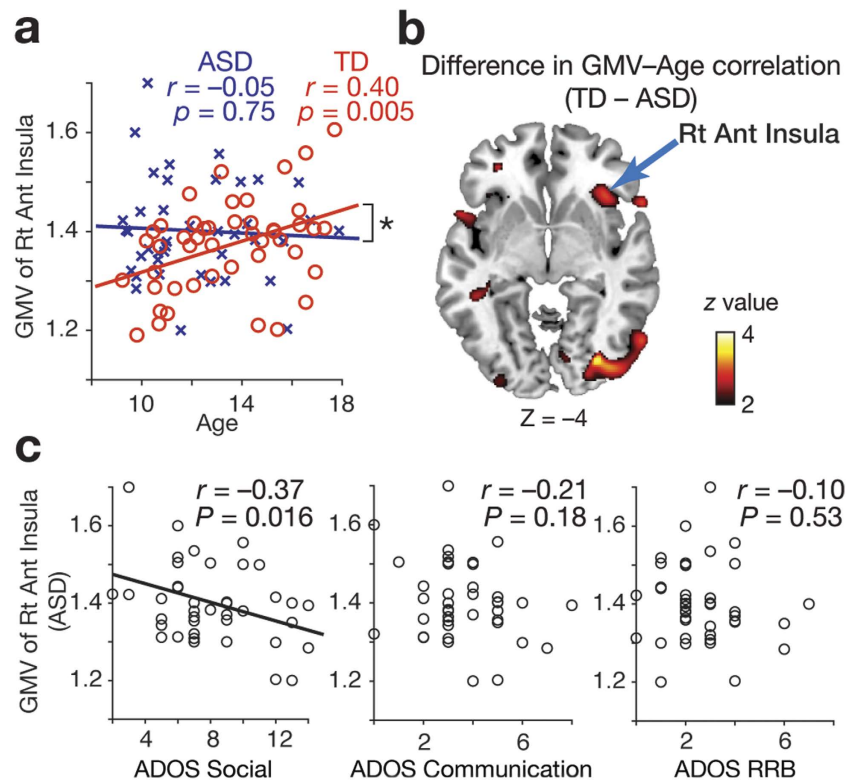 a
ASD TD
r = –0.05 r = 0.40
p = 0.75 p = 0.005
GMV of Rt Ant Insula
1.6
1.4
1.2
*
10 14 18
Age
b
Difference in GMV–Age correlation
(TD – ASD)
Rt Ant Insula
z value
4
2
Z = –4
c
GMV of Rt Ant Insula
(ASD)
r = –0.37
P = 0.016
1.6
1.4
1.2
4 8 12
ADOS Social
r = –0.21
P = 0.18
1.6
1.4
1.2
2 6
ADOS Communication
r = –0.10
P = 0.53
1.6
1.4
1.2
2 6
ADOS RRB